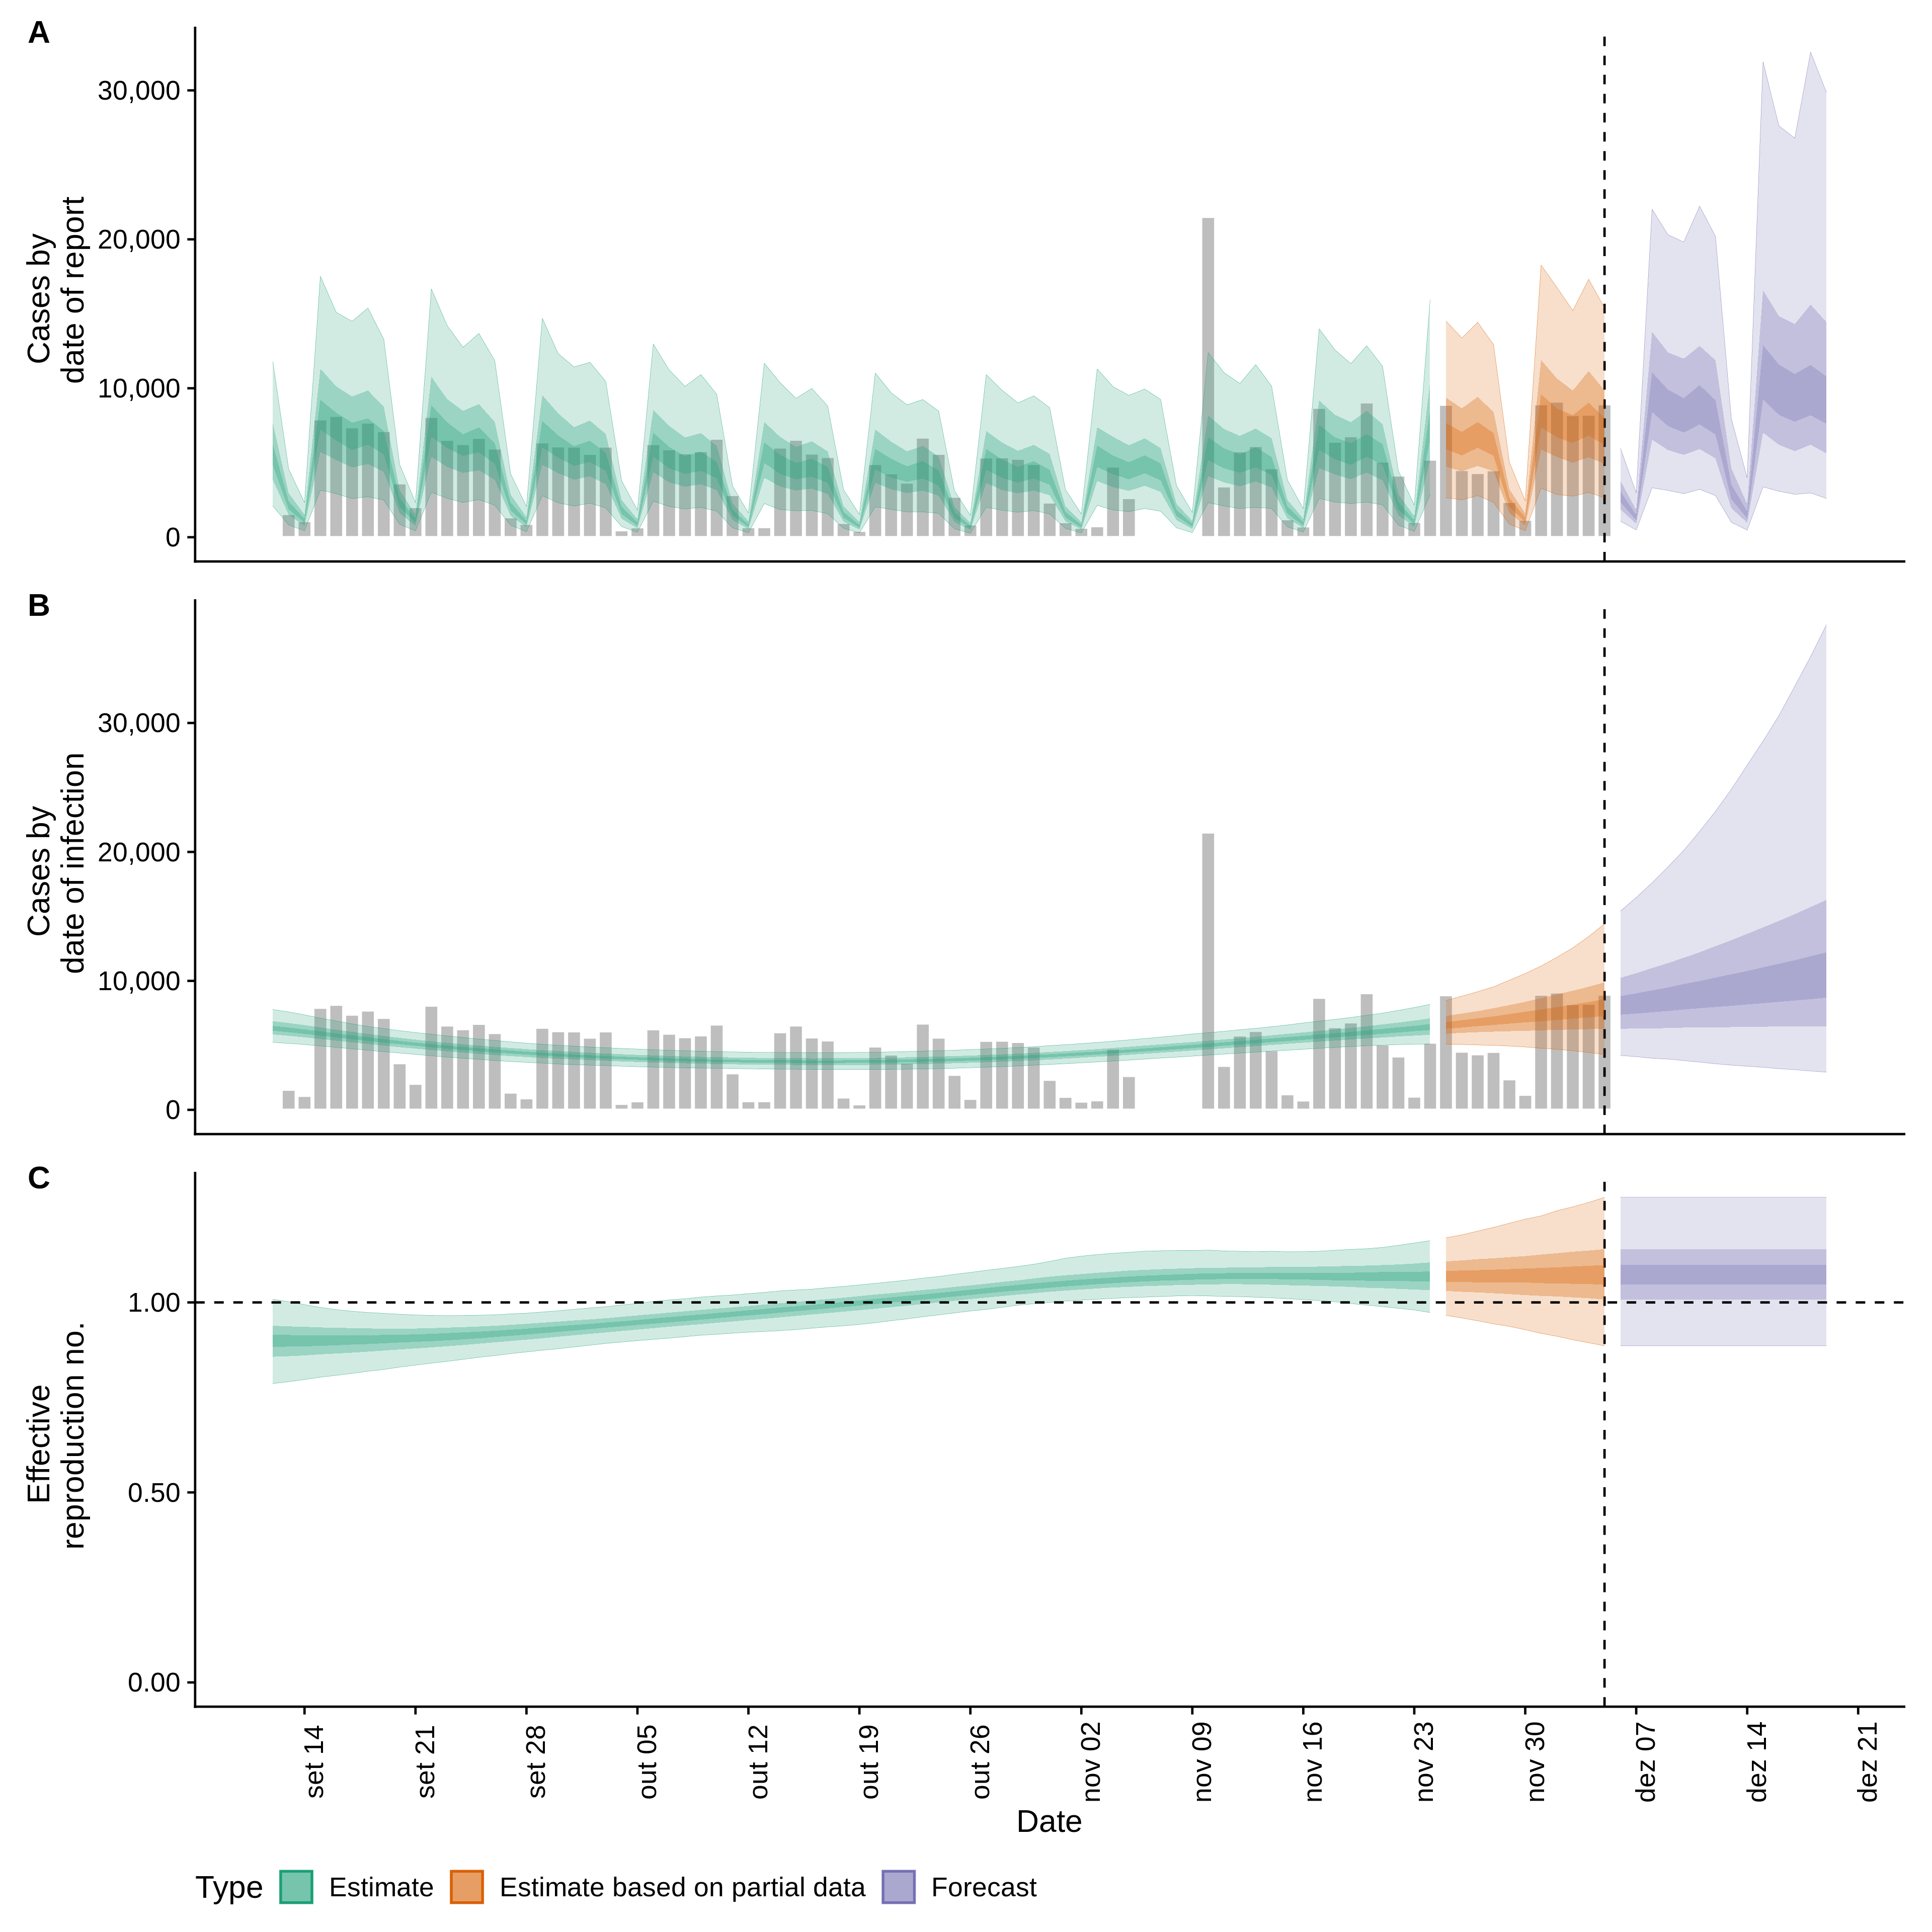 A
30,000
20,000
10,000
0
Cases by
date of report
B
30,000
20,000
10,000
0
Cases by
date of infection
C
1.00
0.50
0.00
Effective
reproduction no.
set 14
set 21
set 28
out 05
out 12
out 19
out 26
nov 02
nov 09
nov 16
nov 23
nov 30
dez 07
dez 14
dez 21
Date
Type Estimate Estimate based on partial data Forecast